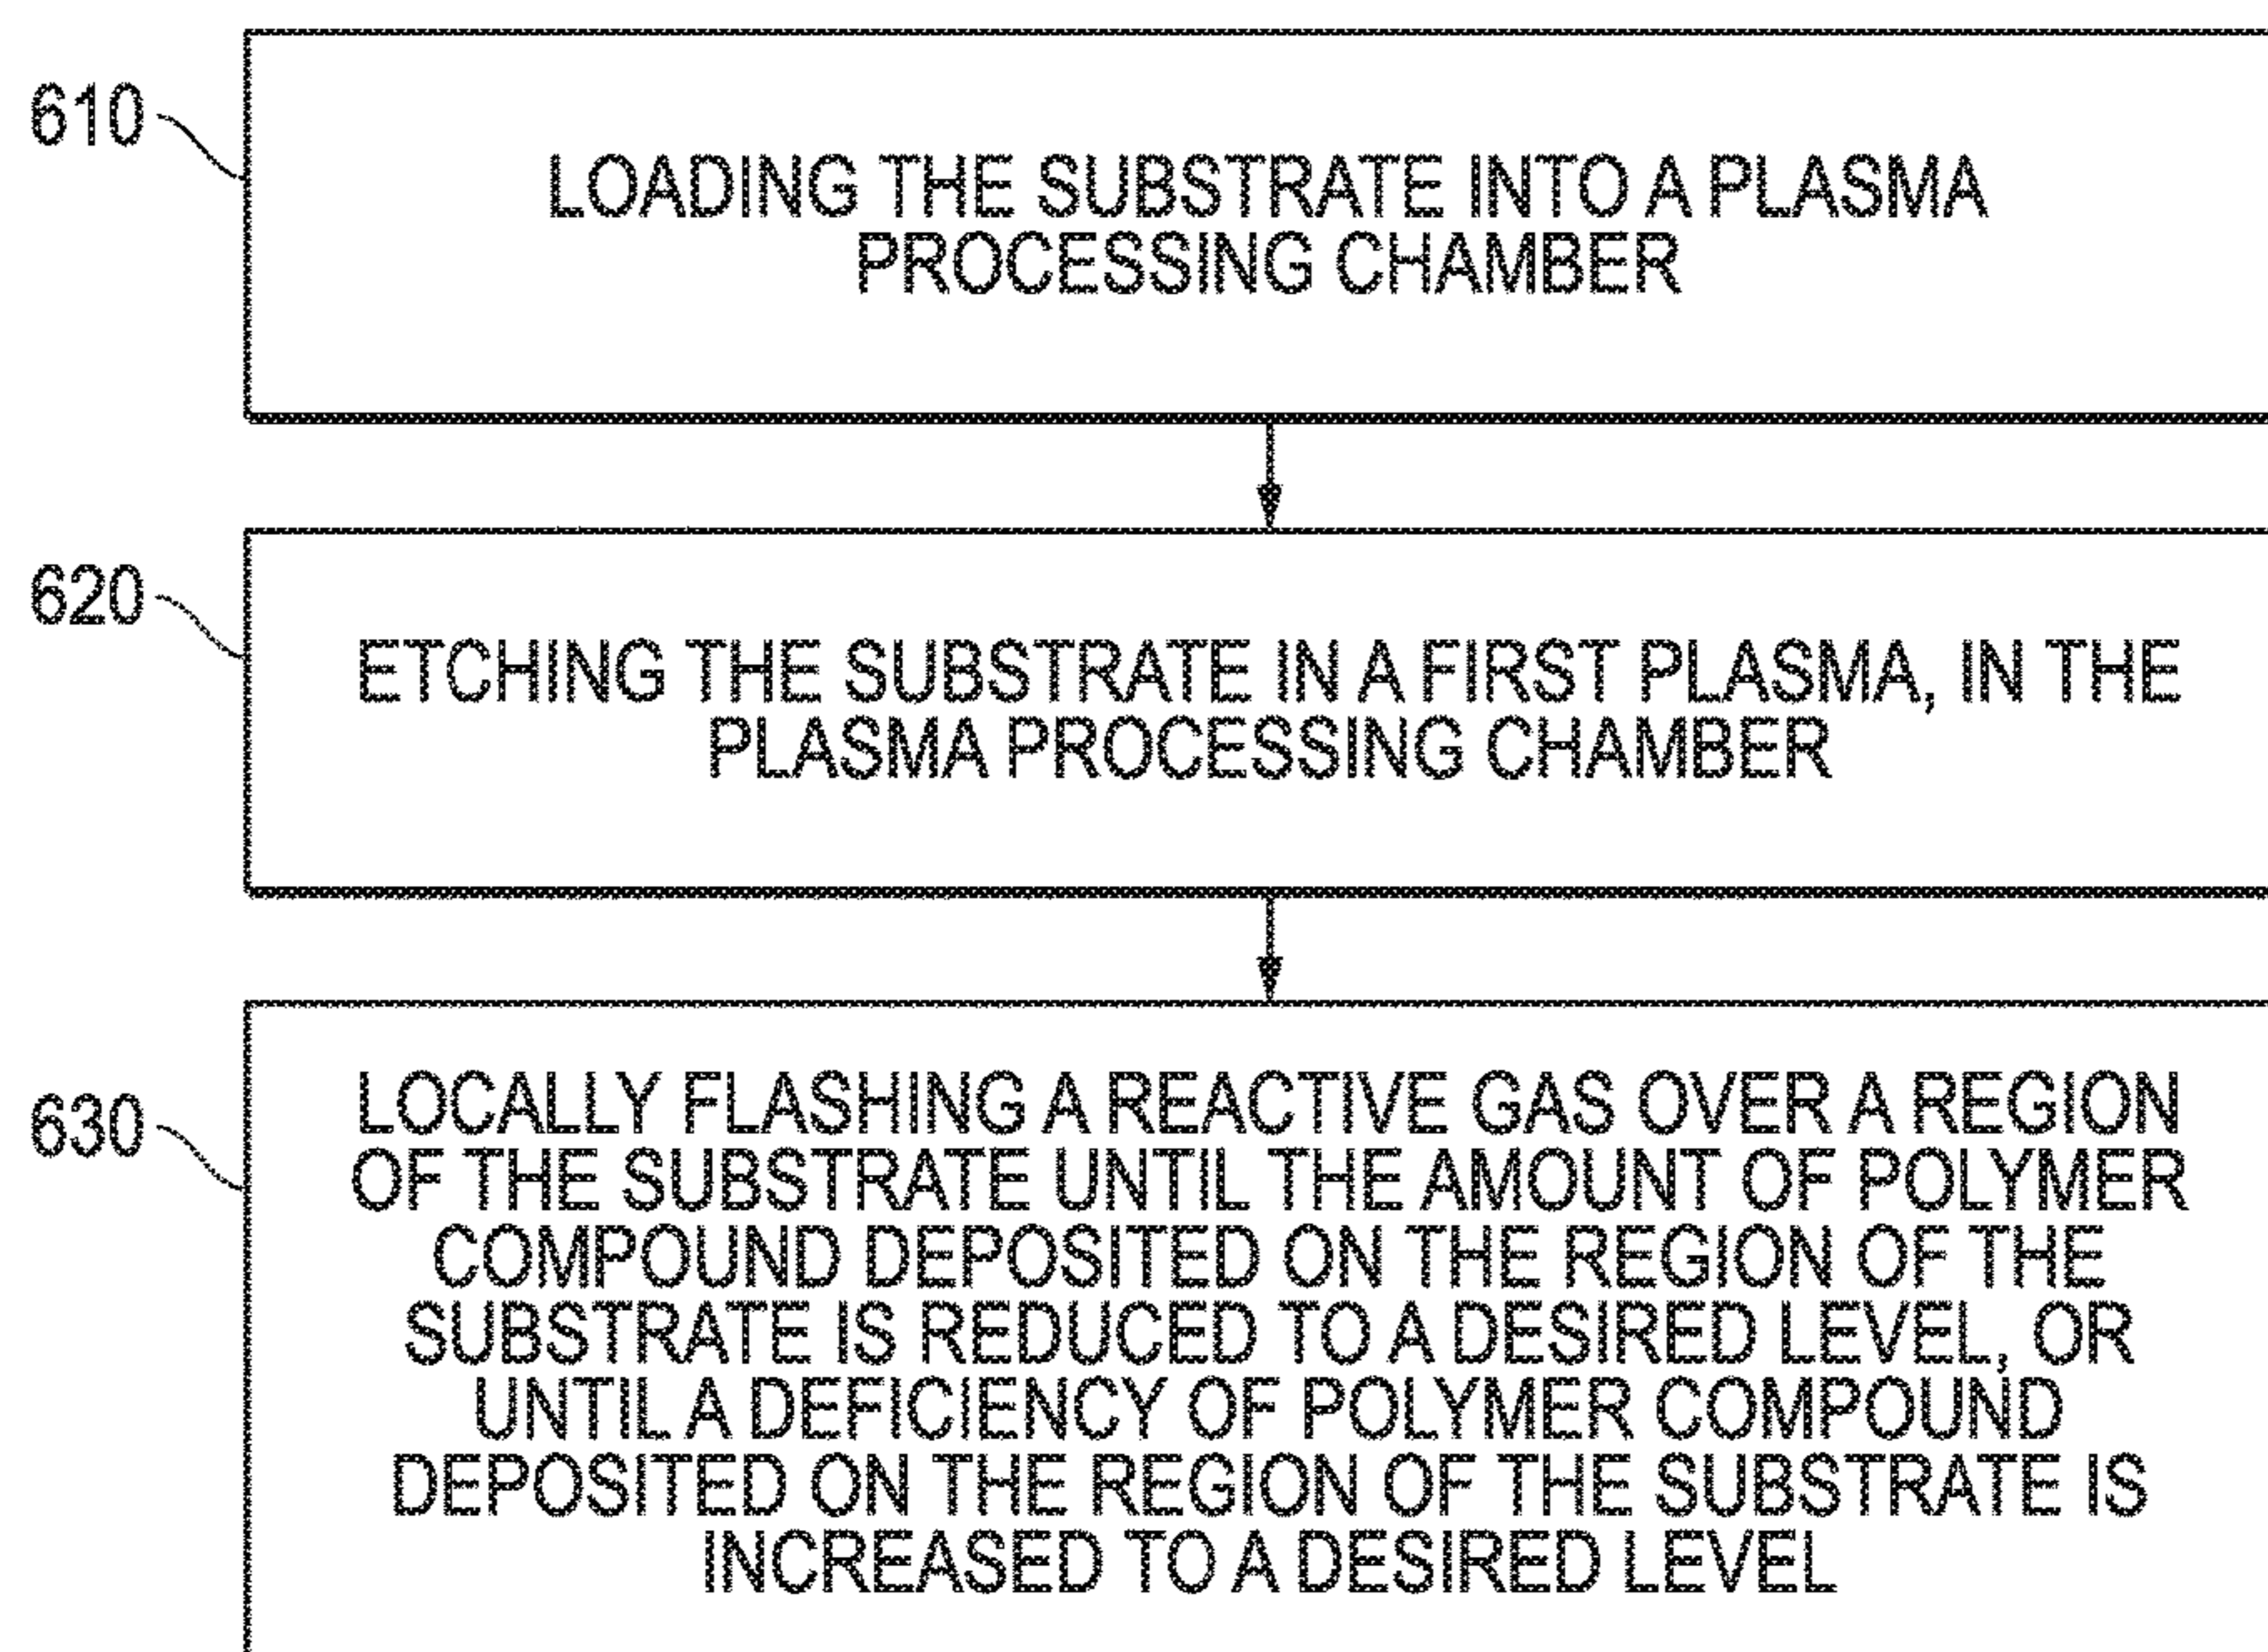 610
LOADING THE SUBSTRATE INTO A PLASMA
PROCESSING CHAMBER
620
ETCHING THE SUBSTRATE IN A FIRST PLASMA, IN THE
PLASMA PROCESSING CHAMBER
630
LOCALLY FLASHING A REACTIVE GAS OVER A REGION
OF THE SUBSTRATE UNTIL THE AMOUNT OF POLYMER
COMPOUND DEPOSITED ON THE REGION OF THE
SUBSTRATE IS REDUCED TO A DESIRED LEVEL, OR
UNTIL A DEFICIENCY OF POLYMER COMPOUND
DEPOSITED ON THE REGION OF THE SUBSTRATE IS
INCREASED TO A DESIRED LEVEL